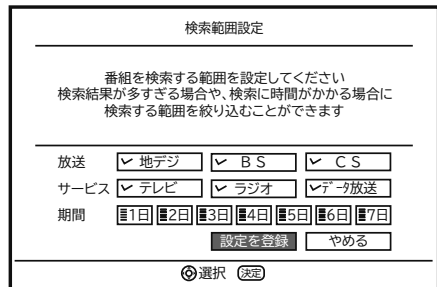 検索範囲設定
番組を検索する範囲を設定してください
検索結果が多すぎる場合や、検索に時間がかかる場合に
検索する範囲を絞り込むことができます
放送 地デジ BS CS
サービス テレビ ラジオ データ放送
期間 1日 2日 3日 4日 5日 6日 7日
設定を登録 やめる
選択 決定